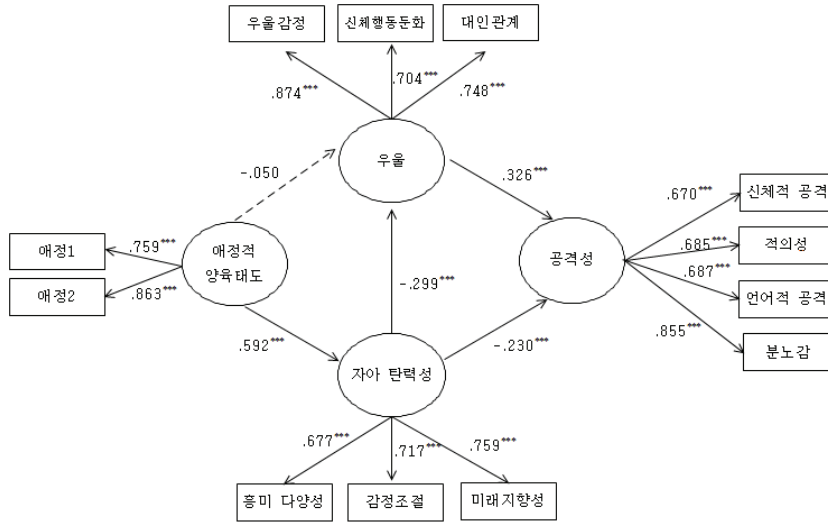 우울감정
신체행동둔화
대인관계
.874***
.704***
.748***
우울
-.050
.326***
.670***
신체적 공격
애정1
.759***
애정적
양육태도
공격성
.685***
적의성
애정2
.863***
-.299***
.687***
언어적 공격
.592***
-.230***
.855***
분노감
자아 탄력성
.677***
.717***
.759***
흥미 다양성
감정조절
미래지향성